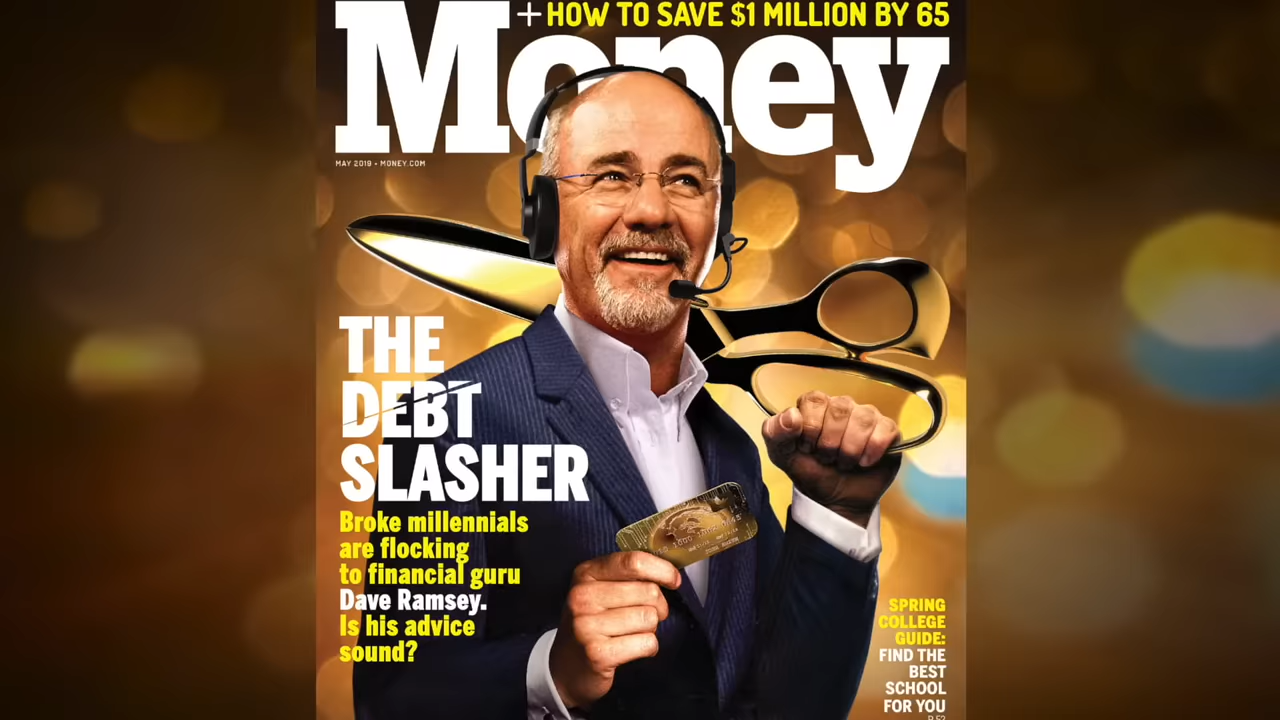 +HOW TO SAVE $1 MILLION BY 65
Money
MAY 2019 • MONEY.COM
THE
DEBT
SLASHER
Broke millennials
are flocking
to financial guru
Dave Ramsey.
Is his advice
sound?
SPRING
COLLEGE
GUIDE:
FIND THE
BEST
SCHOOL
FOR YOU
P.52